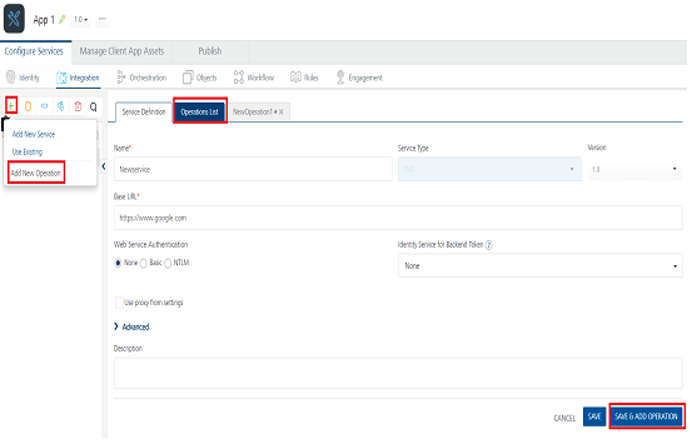 App 1 1.0
Configure Services Manage Client App Assets Publish
Identity Integration Orchestration Objects Workflow Rules Engagement
Service Definition Operations List NewOperation1
Add New Service
Use Existing
Add New Operation
Name* Service Type Version
Newservice 1.0
Base URL*
https://www.google.com
Web Service Authentication Identity Service for Backend Token
None Basic NTLM None
Use proxy from settings
Advanced
Description
CANCEL SAVE SAVE & ADD OPERATION